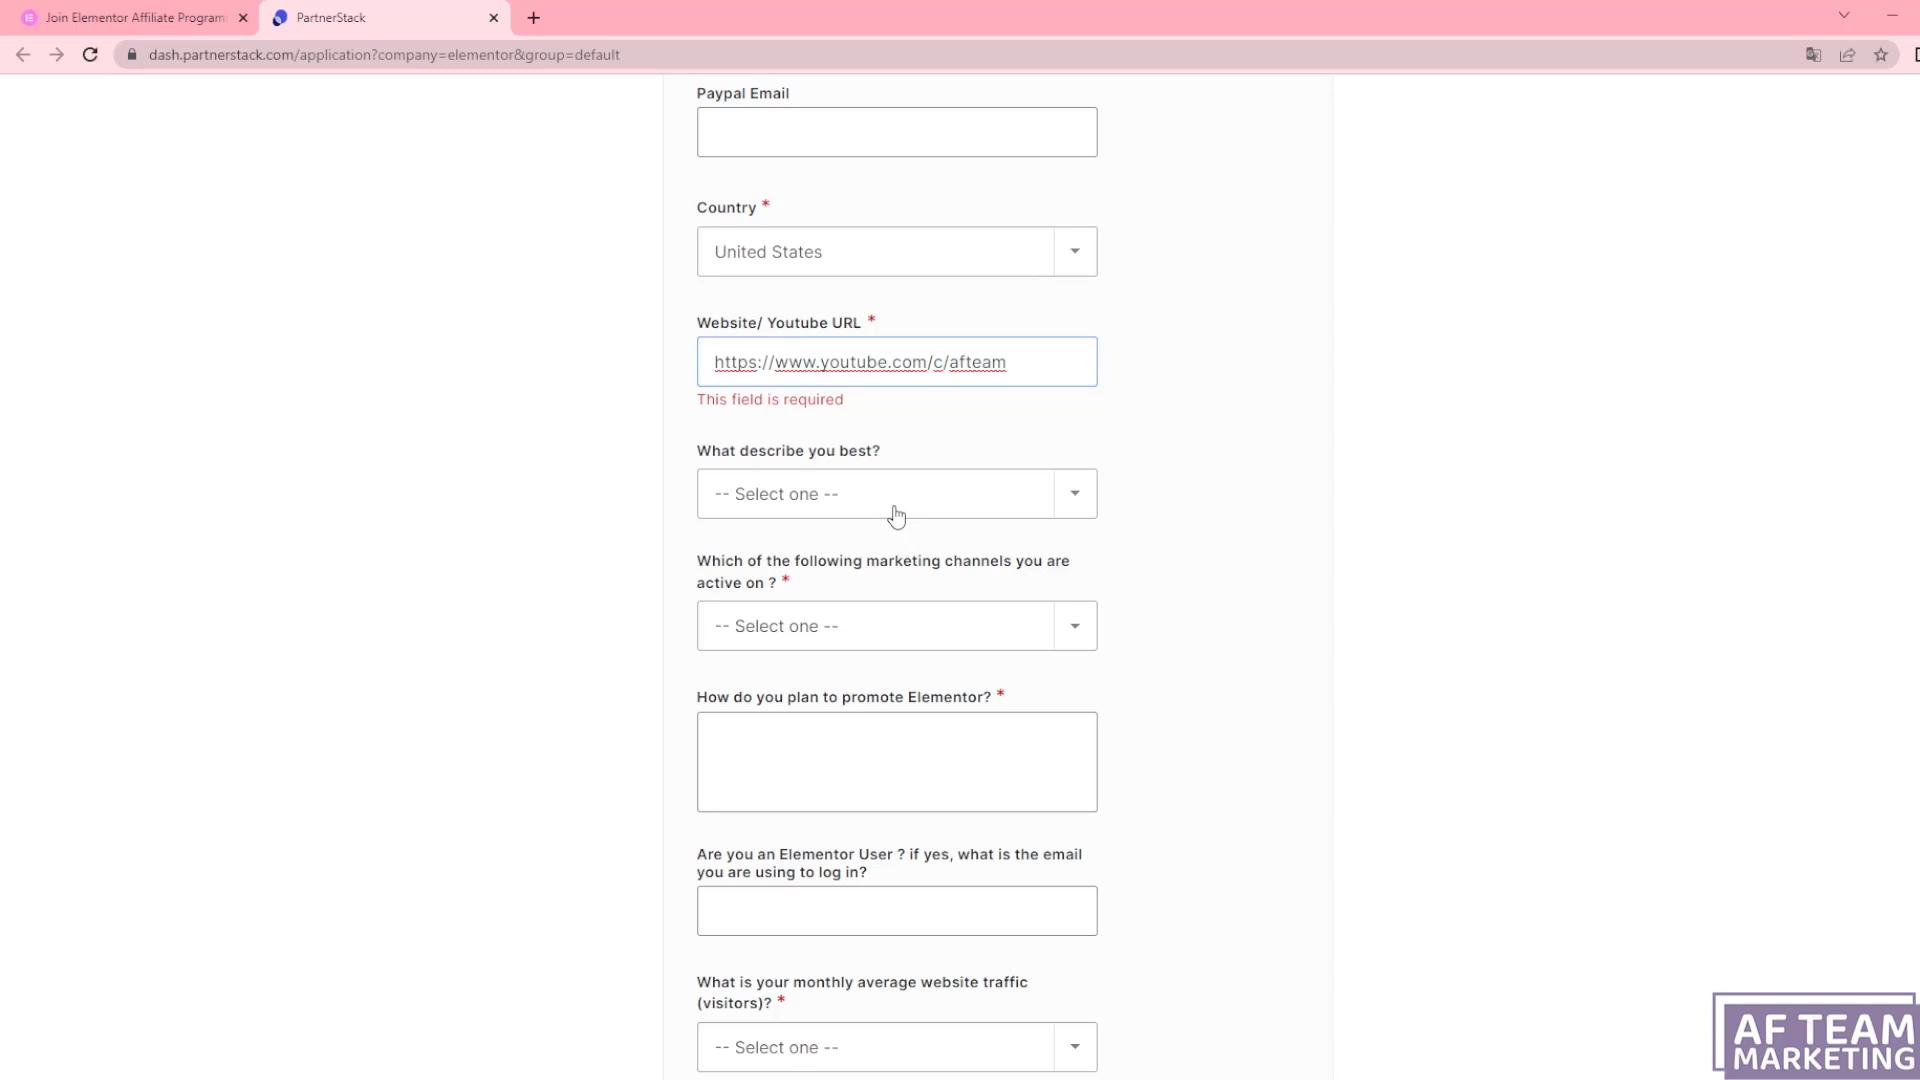 Join Elementor Affiliate Program
PartnerStack
dash.partnerstack.com/application?company=elementor&group=default
Paypal Email
Country *
United States
Website/ Youtube URL *
https://www.youtube.com/c/afteam
This field is required
What describe you best?
-- Select one --
Which of the following marketing channels you are
active on ? *
-- Select one --
How do you plan to promote Elementor? *
Are you an Elementor User ? if yes, what is the email
you are using to log in?
What is your monthly average website traffic
(visitors)? *
-- Select one --
AF TEAM
MARKETING